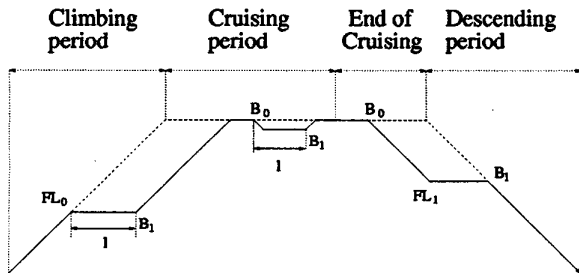 Climbing
period
Cruising
period
End of
Cruising
Descending
period
B0
B0
B1
l
B1
FL0
FL1
B1
l